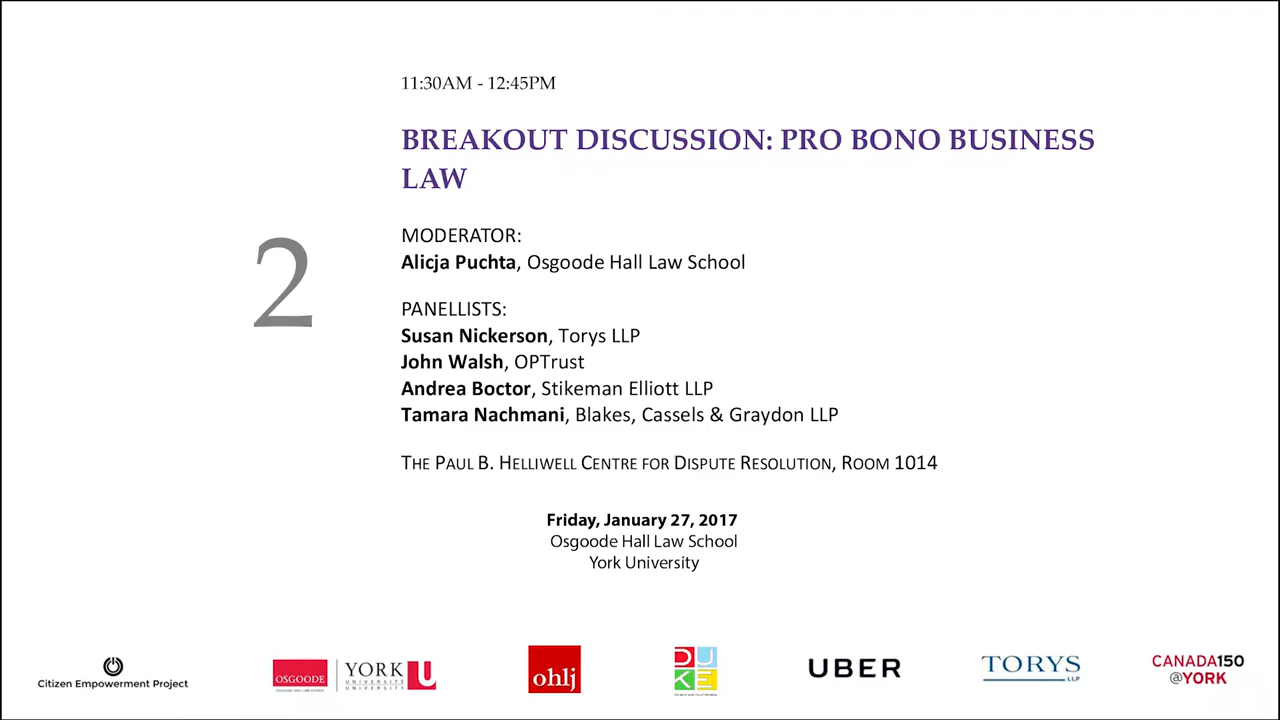 11:30AM - 12:45PM
BREAKOUT DISCUSSION: PRO BONO BUSINESS
LAW
2
MODERATOR:
Alicja Puchta, Osgoode Hall Law School
PANELLISTS:
Susan Nickerson, Torys LLP
John Walsh, OPTrust
Andrea Boctor, Stikeman Elliott LLP
Tamara Nachmani, Blakes, Cassels & Graydon LLP
THE PAUL B. HELLIWELL CENTRE FOR DISPUTE RESOLUTION, ROOM 1014
Friday, January 27, 2017
Osgoode Hall Law School
York University
Citizen Empowerment Project
OSGOODE
YORK U
UNIVERSITÉ
UNIVERSITY
ohlj
DUKE
UBER
TORYS
LLP
CANADA150
@YORK